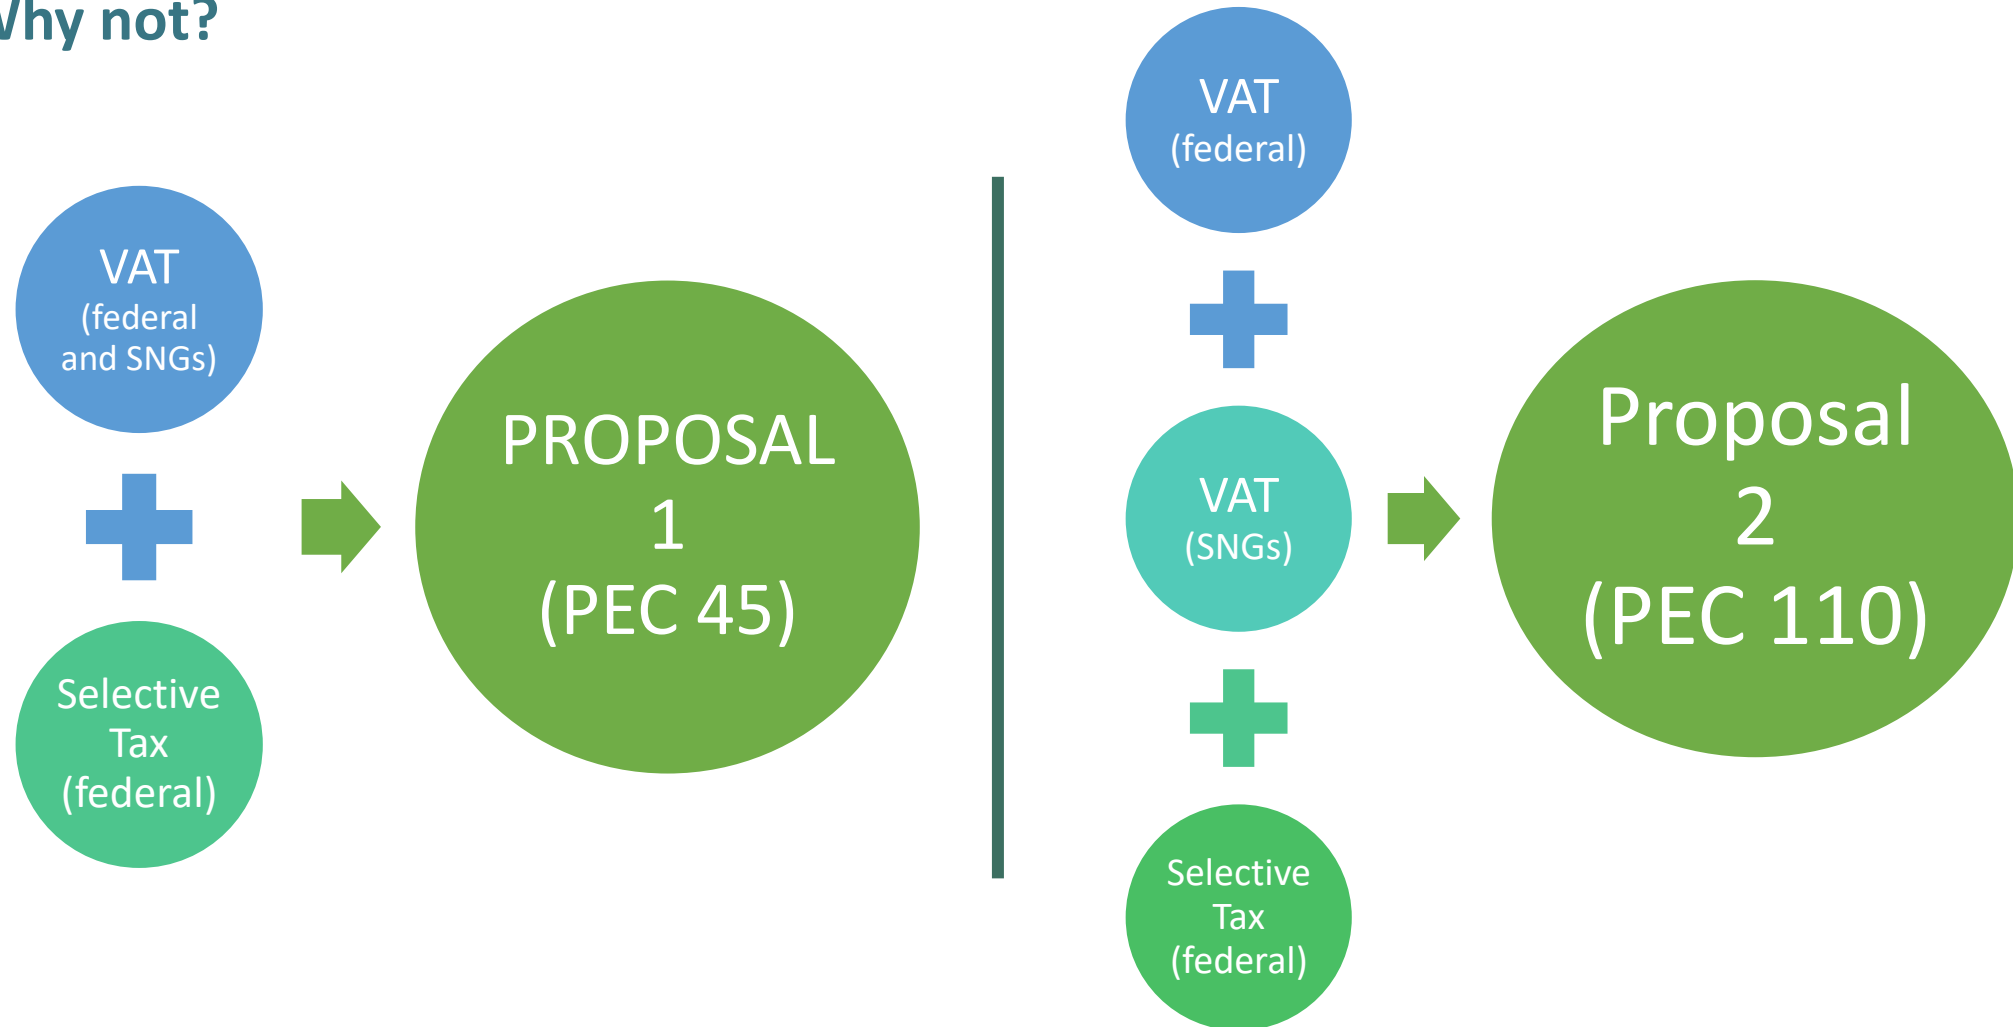 Why not?
VAT
(federal
and SNGs)
Selective
Tax
(federal)
PROPOSAL
1
(PEC 45)
VAT
(federal)
VAT
(SNGs)
Selective
Tax
(federal)
Proposal
2
(PEC 110)